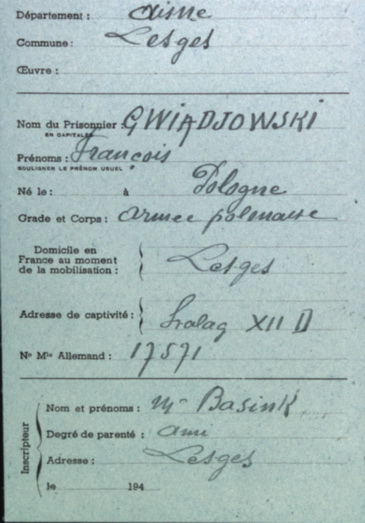 Département : Aisne
Commune : Lesges
Œuvre :
Nom du Prisonnier : GWIADJOWSKI
EN CAPITALES
Prénoms : François
SOULIGNER LE PRÉNOM USUEL
Né le : à Pologne
Grade et Corps : Armée polonaise
Domicile en
France au moment
de la mobilisation : Lesges
Adresse de captivité : Stalag XII D
Nº Mle Allemand : 17571
Inscripteur
Nom et prénoms : Mr Basink
Degré de parenté : ami
Adresse : Lesges
le 194